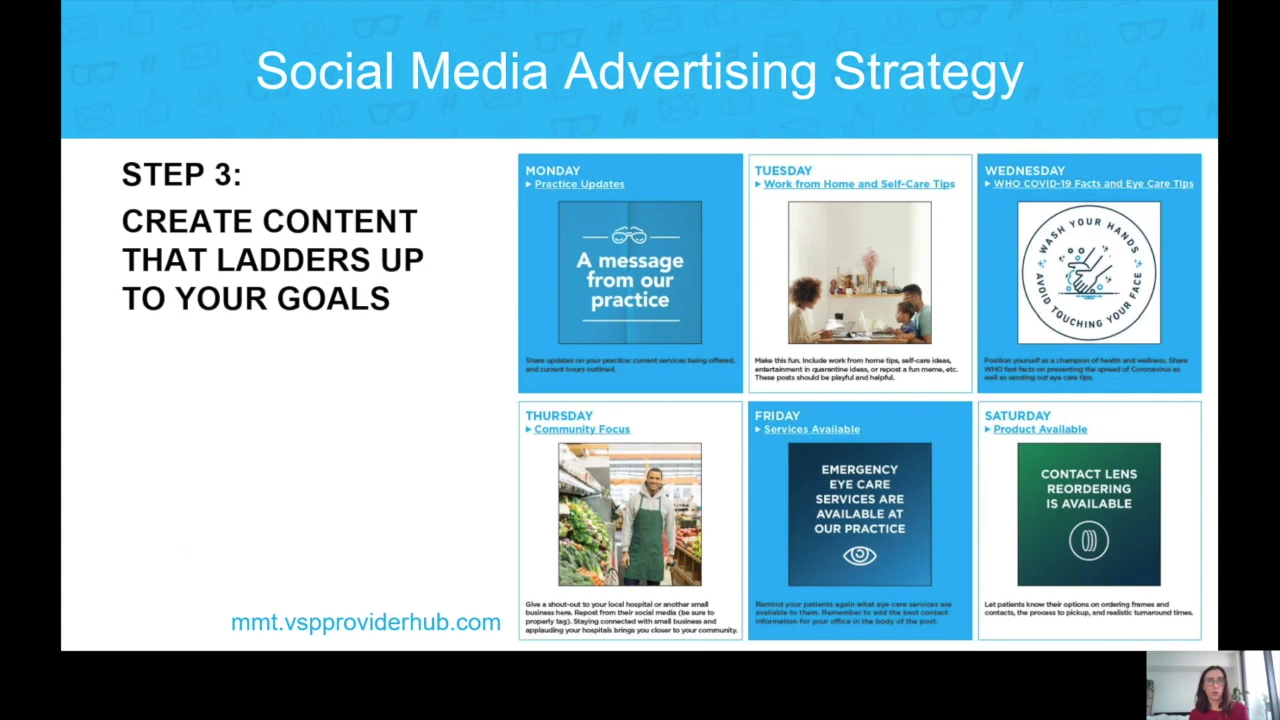 Social Media Advertising Strategy
STEP 3:
CREATE CONTENT
THAT LADDERS UP
TO YOUR GOALS
mmt.vspproviderhub.com
MONDAY
▸ Practice Updates
A message
from our
practice
Share updates on your practice: current services being offered,
and current hours outlined.
TUESDAY
▸ Work from Home and Self-Care Tips
Make this fun. Include work from home tips, self-care ideas,
entertainment in quarantine ideas, or repost a fun meme, etc.
These posts should be playful and helpful.
WEDNESDAY
▸ WHO COVID-19 Facts and Eye Care Tips
WASH YOUR HANDS
AVOID TOUCHING YOUR FACE
Position yourself as a champion of health and wellness. Share
WHO fast facts on preventing the spread of Coronavirus as
well as sending out eye care tips.
THURSDAY
▸ Community Focus
Give a shout-out to your local hospital or another small
business here. Repost from their social media (be sure to
properly tag). Staying connected with small business and
applauding your hospitals brings you closer to your community.
FRIDAY
▸ Services Available
EMERGENCY
EYE CARE
SERVICES ARE
AVAILABLE AT
OUR PRACTICE
Remind your patients again what eye care services are
available to them. Remember to add the best contact
information for your office in the body of the post.
SATURDAY
▸ Product Available
CONTACT LENS
REORDERING
IS AVAILABLE
Let patients know their options on ordering frames and
contacts, the process to pickup, and realistic turnaround times.